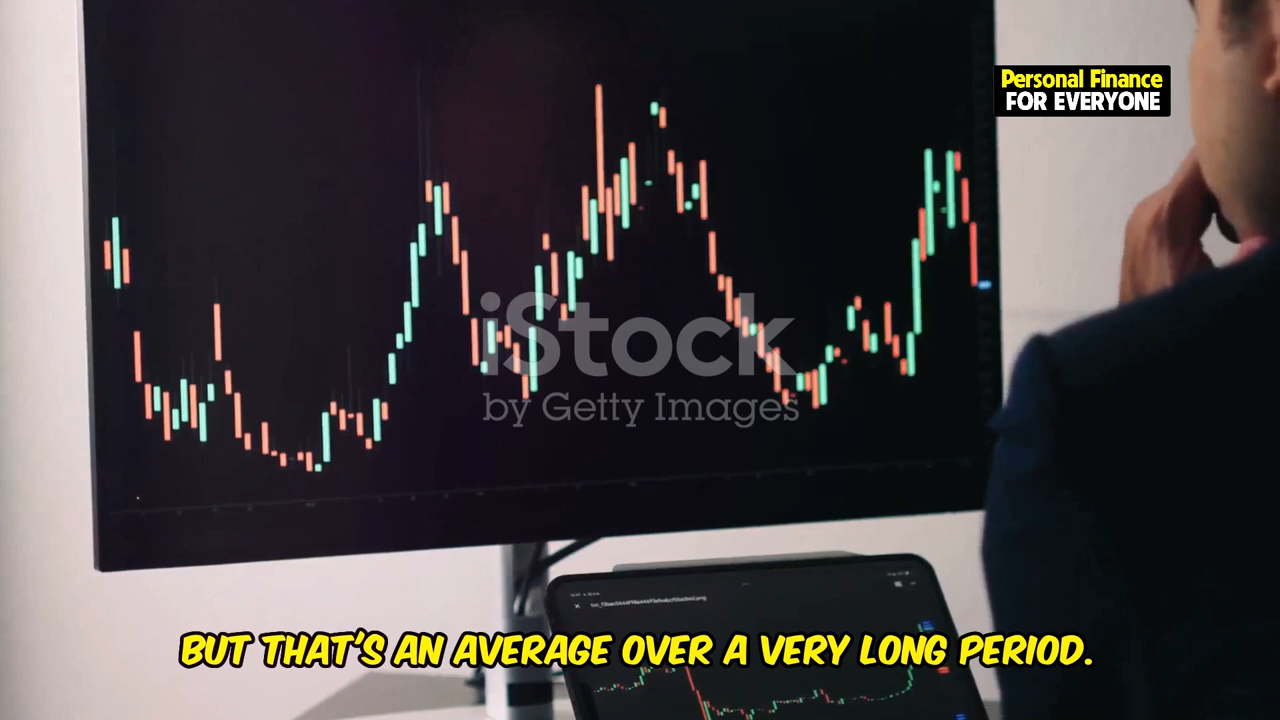 Personal Finance
FOR EVERYONE
iStock
by Getty Images
BUT THAT'S AN AVERAGE OVER A VERY LONG PERIOD.